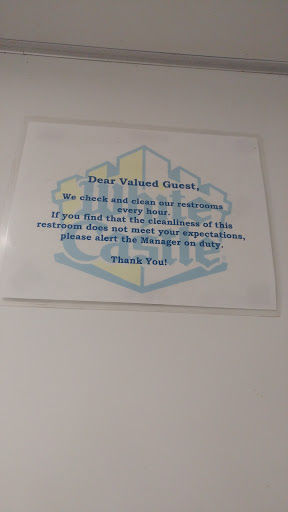 Dear Valued Guest,
We check and clean our restrooms
every hour.
If you find that the cleanliness of this
restroom does not meet your expectations,
please alert the Manager on duty.
Thank You!
White
Castle